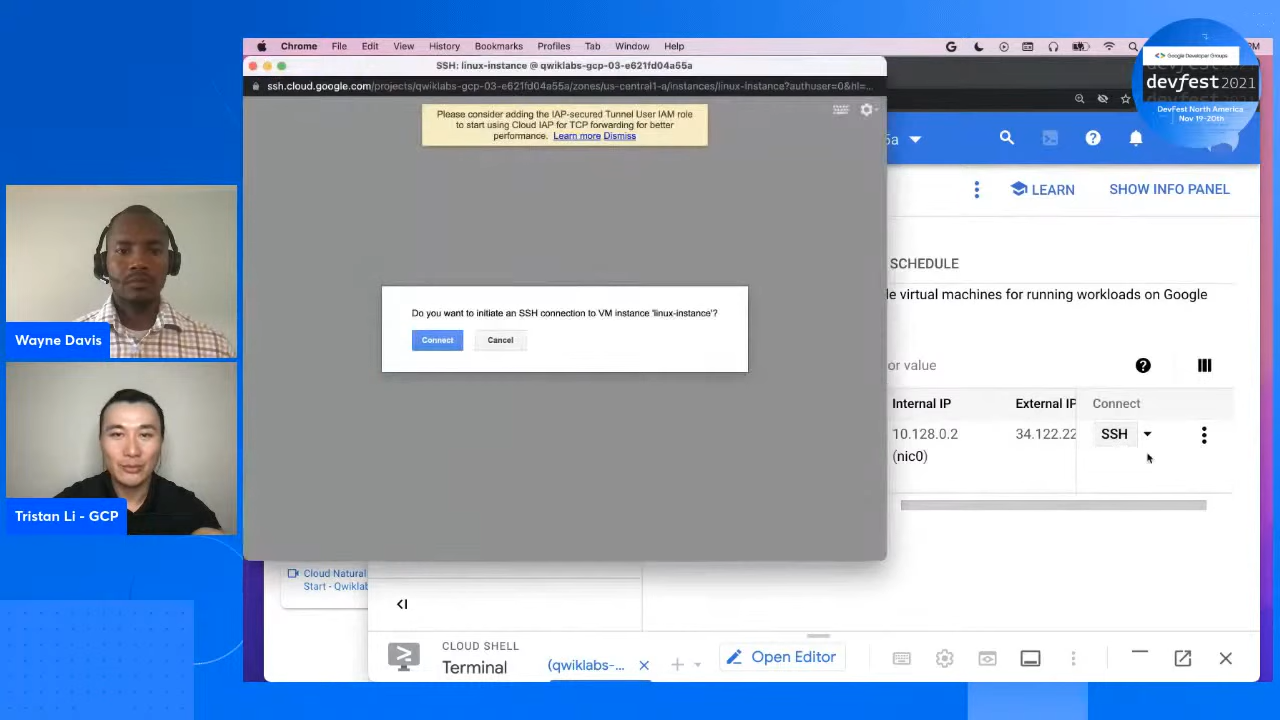 Chrome File Edit View History Bookmarks Profiles Tab Window Help
SSH: linux-instance @ qwiklabs-gcp-03-e621fd04a55a
ssh.cloud.google.com/projects/qwiklabs-gcp-03-e621fd04a55a/zones/us-central1-a/instances/linux-instance?authuser=0&hl=...
Please consider adding the IAP-secured Tunnel User IAM role
to start using Cloud IAP for TCP forwarding for better
performance. Learn more Dismiss
Do you want to initiate an SSH connection to VM instance 'linux-instance'?
Connect Cancel
Google Developer Groups
devfest 2021
DevFest North America
Nov 19-20th
5a
LEARN SHOW INFO PANEL
SCHEDULE
le virtual machines for running workloads on Google
or value
Internal IP External IP Connect
10.128.0.2 34.122.22 SSH
(nic0)
Wayne Davis
Tristan Li - GCP
Cloud Natural
Start - Qwiklab
CLOUD SHELL
Terminal (qwiklabs-... Open Editor